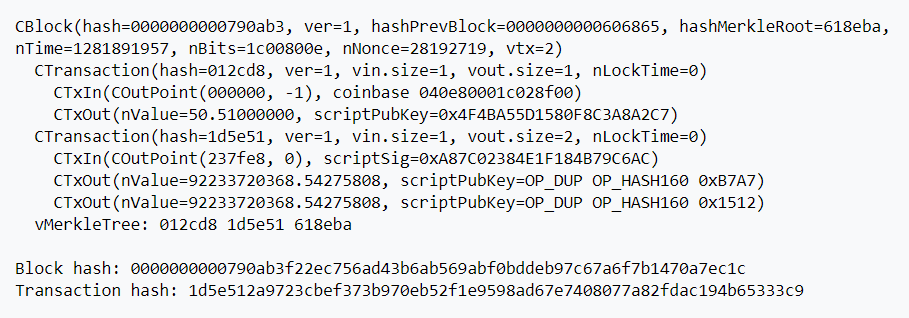 CBlock(hash=0000000000790ab3, ver=1, hashPrevBlock=0000000000606865, hashMerkleRoot=618eba,
nTime=1281891957, nBits=1c00800e, nNonce=28192719, vtx=2)
CTransaction(hash=012cd8, ver=1, vin.size=1, vout.size=1, nLockTime=0)
CTxIn(COutPoint(000000, -1), coinbase 040e80001c028f00)
CTxOut(nValue=50.51000000, scriptPubKey=0x4F4BA55D1580F8C3A8A2C7)
CTransaction(hash=1d5e51, ver=1, vin.size=1, vout.size=2, nLockTime=0)
CTxIn(COutPoint(237fe8, 0), scriptSig=0xA87C02384E1F184B79C6AC)
CTxOut(nValue=92233720368.54275808, scriptPubKey=OP_DUP OP_HASH160 0xB7A7)
CTxOut(nValue=92233720368.54275808, scriptPubKey=OP_DUP OP_HASH160 0x1512)
vMerkleTree: 012cd8 1d5e51 618eba
Block hash: 0000000000790ab3f22ec756ad43b6ab569abf0bddeb97c67a6f7b1470a7ec1c
Transaction hash: 1d5e512a9723cbef373b970eb52f1e9598ad67e7408077a82fdac194b65333c9